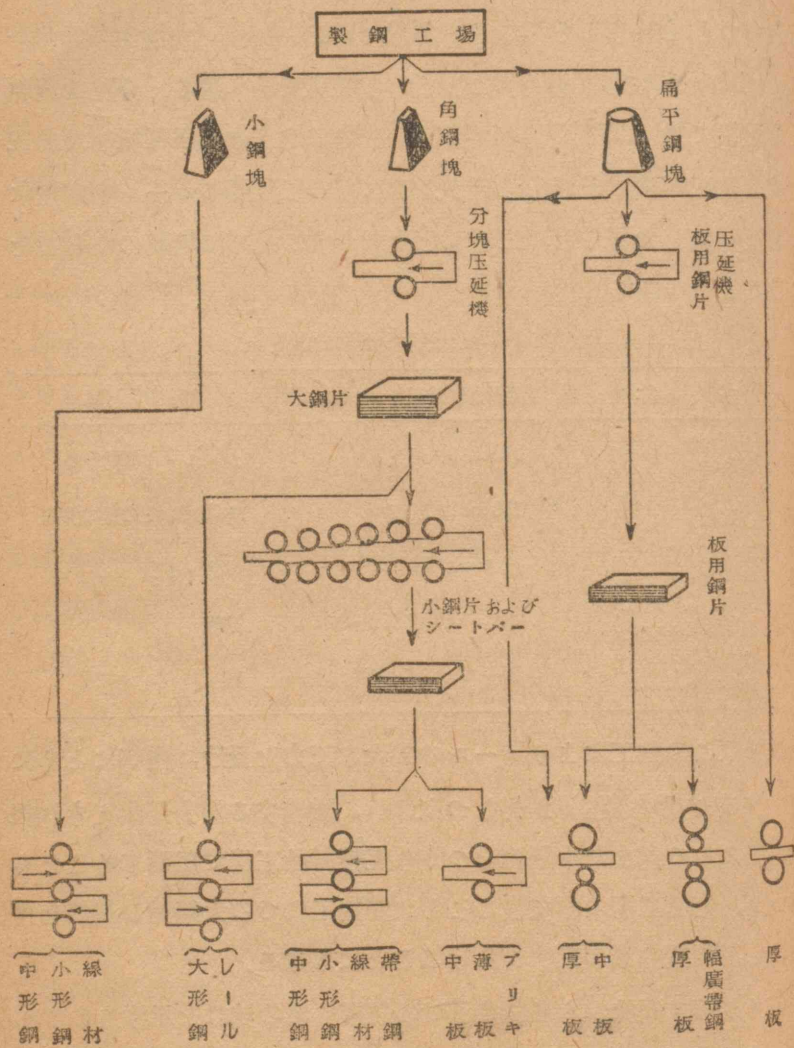 製鋼工場
小鋼塊
角鋼塊
扁平鋼塊
分塊圧延機
板用鋼片
圧延機
大鋼片
小鋼片および
シートバー
板用鋼片
中形鋼
小形鋼
線材
大形鋼
レール
中形鋼
小形鋼
線材
帶鋼
中板
薄板
ブリキ
厚板
中板
厚板
幅廣帶鋼
厚板